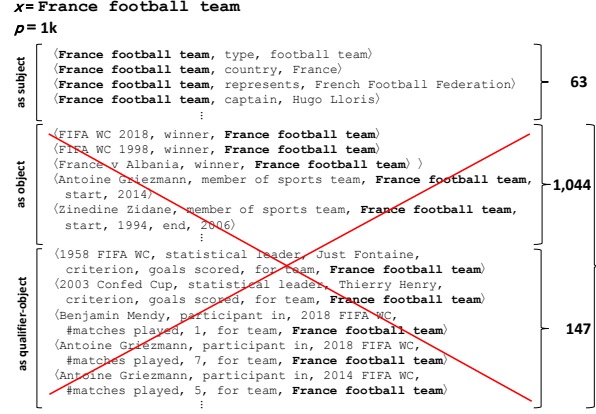 x= France football team
p = 1k
as subject
⟨France football team, type, football team⟩
⟨France football team, country, France⟩
⟨France football team, represents, French Football Federation⟩
⟨France football team, captain, Hugo Lloris⟩
⋮
63
as object
⟨FIFA WC 2018, winner, France football team⟩
⟨FIFA WC 1998, winner, France football team⟩
⟨France v Albania, winner, France football team⟩ ⟩
⟨Antoine Griezmann, member of sports team, France football team,
start, 2014⟩
⟨Zinedine Zidane, member of sports team, France football team,
start, 1994, end, 2006⟩
⋮
1,044
as qualifier-object
⟨1958 FIFA WC, statistical leader, Just Fontaine,
criterion, goals scored, for team, France football team⟩
⟨2003 Confed Cup, statistical leader, Thierry Henry,
criterion, goals scored, for team, France football team⟩
⟨Benjamin Mendy, participant in, 2018 FIFA WC,
#matches played, 1, for team, France football team⟩
⟨Antoine Griezmann, participant in, 2018 FIFA WC,
#matches played, 7, for team, France football team⟩
⟨Antoine Griezmann, participant in, 2014 FIFA WC,
#matches played, 5, for team, France football team⟩
⋮
147